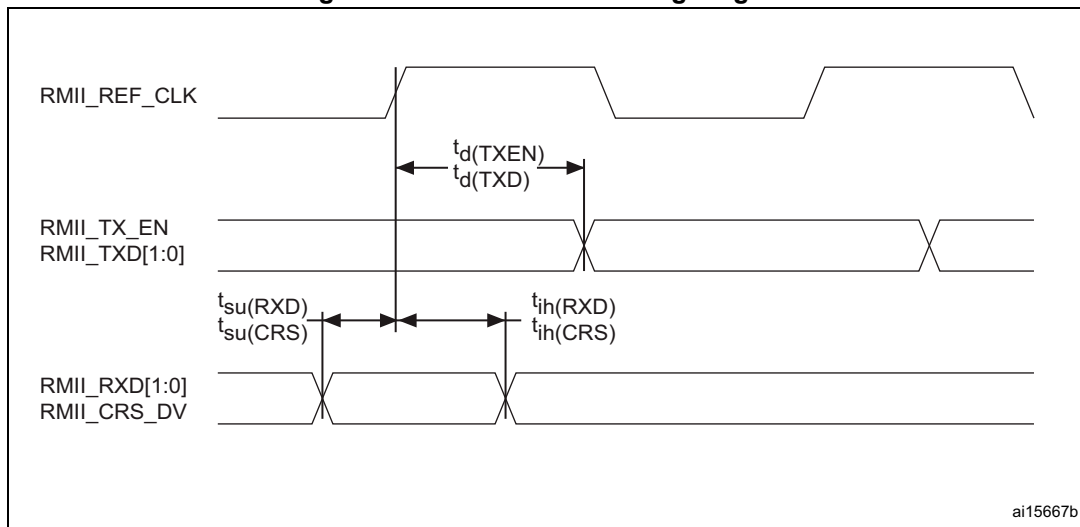 RMII_REF_CLK
td(TXEN)
td(TXD)
RMII_TX_EN
RMII_TXD[1:0]
tsu(RXD)
tsu(CRS)
tih(RXD)
tih(CRS)
RMII_RXD[1:0]
RMII_CRS_DV
ai15667b